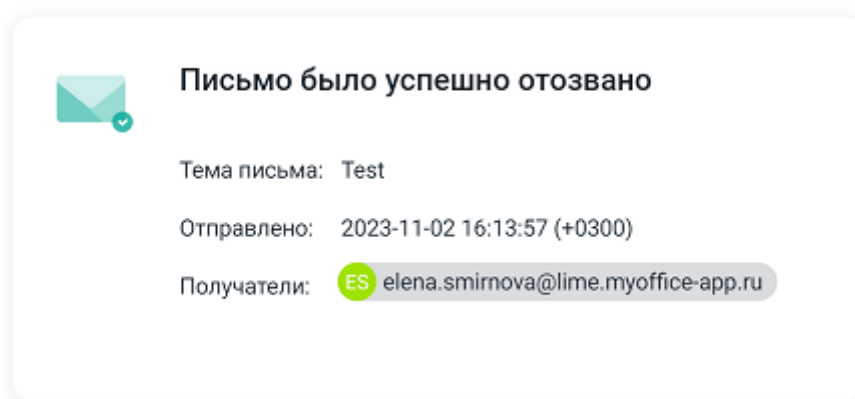 Письмо было успешно отозвано
Тема письма: Test
Отправлено: 2023-11-02 16:13:57 (+0300)
Получатели: ES elena.smirnova@lime.myoffice-app.ru